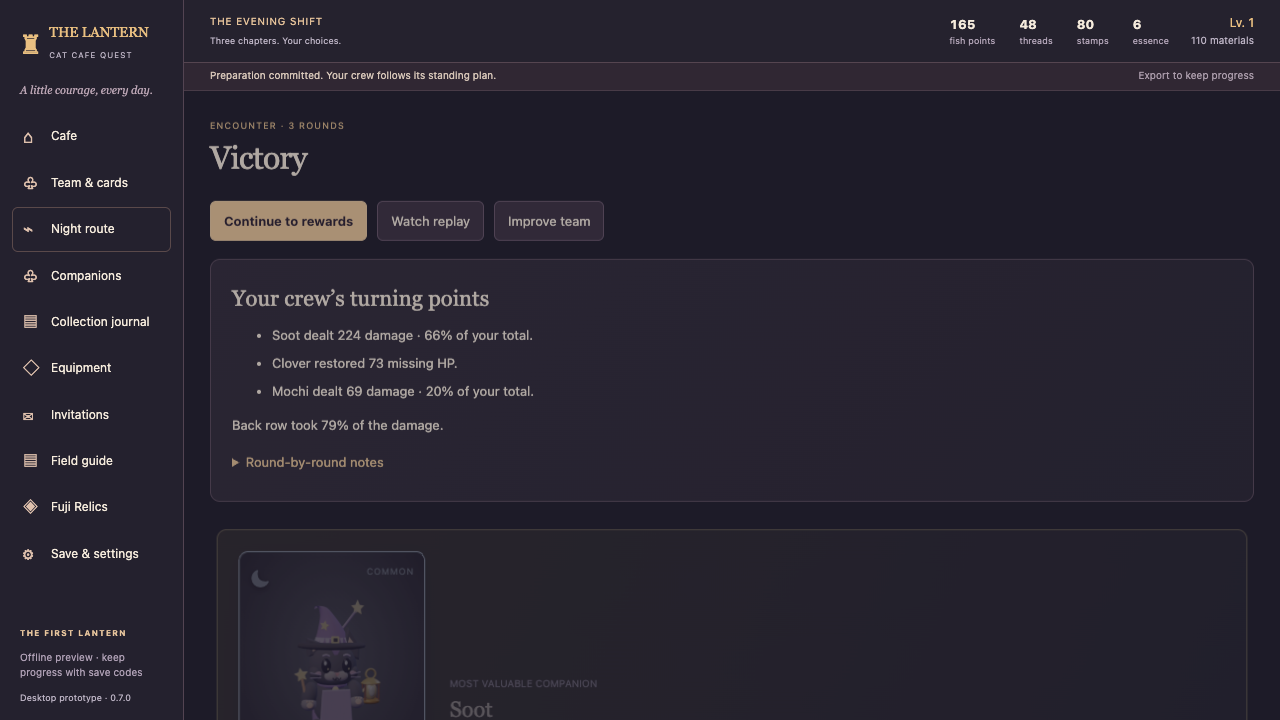 THE LANTERN
CAT CAFE QUEST
A little courage, every day.
Cafe
Team & cards
Night route
Companions
Collection journal
Equipment
Invitations
Field guide
Fuji Relics
Save & settings
THE FIRST LANTERN
Offline preview · keep
progress with save codes
Desktop prototype · 0.7.0
THE EVENING SHIFT
Three chapters. Your choices.
165
fish points
48
threads
80
stamps
6
essence
Lv. 1
110 materials
Preparation committed. Your crew follows its standing plan.
Export to keep progress
ENCOUNTER · 3 ROUNDS
Victory
Continue to rewards
Watch replay
Improve team
Your crew’s turning points
• Soot dealt 224 damage · 66% of your total.
• Clover restored 73 missing HP.
• Mochi dealt 69 damage · 20% of your total.
Back row took 79% of the damage.
Round-by-round notes
COMMON
MOST VALUABLE COMPANION
Soot